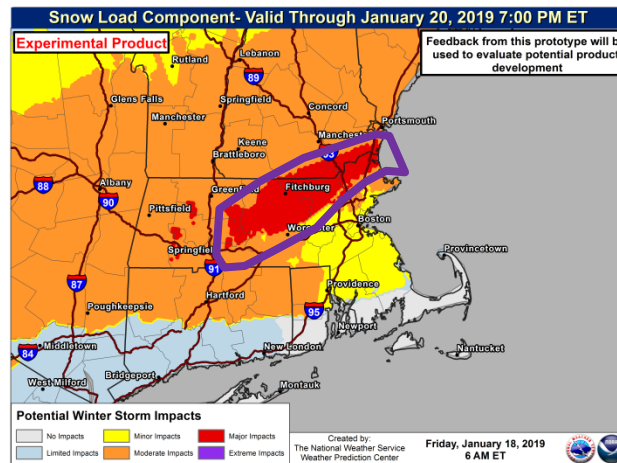 Snow Load Component- Valid Through January 20, 2019 7:00 PM ET
Experimental Product
Feedback from this prototype will b
used to evaluate potential product
development
Rutland
Lebanon
89
Glens Falls
Springfield
Concord
Manchester
Portsmouth
Manchester
Keene
93
Brattleboro
88
Albany
Greenfield
Fitchburg
90
Pittsfield
Worcester
Boston
Springfield
Provincetown
91
87
Hartford
Providence
Poughkeepsie
95
84
Middletown
New London
Newport
Nantucket
West Milford
Bridgeport
Montauk
Potential Winter Storm Impacts
No Impacts
Minor Impacts
Major Impacts
Limited Impacts
Moderate Impacts
Extreme Impacts
Created by:
The National Weather Service
Weather Prediction Center
Friday, January 18, 2019
6 AM ET